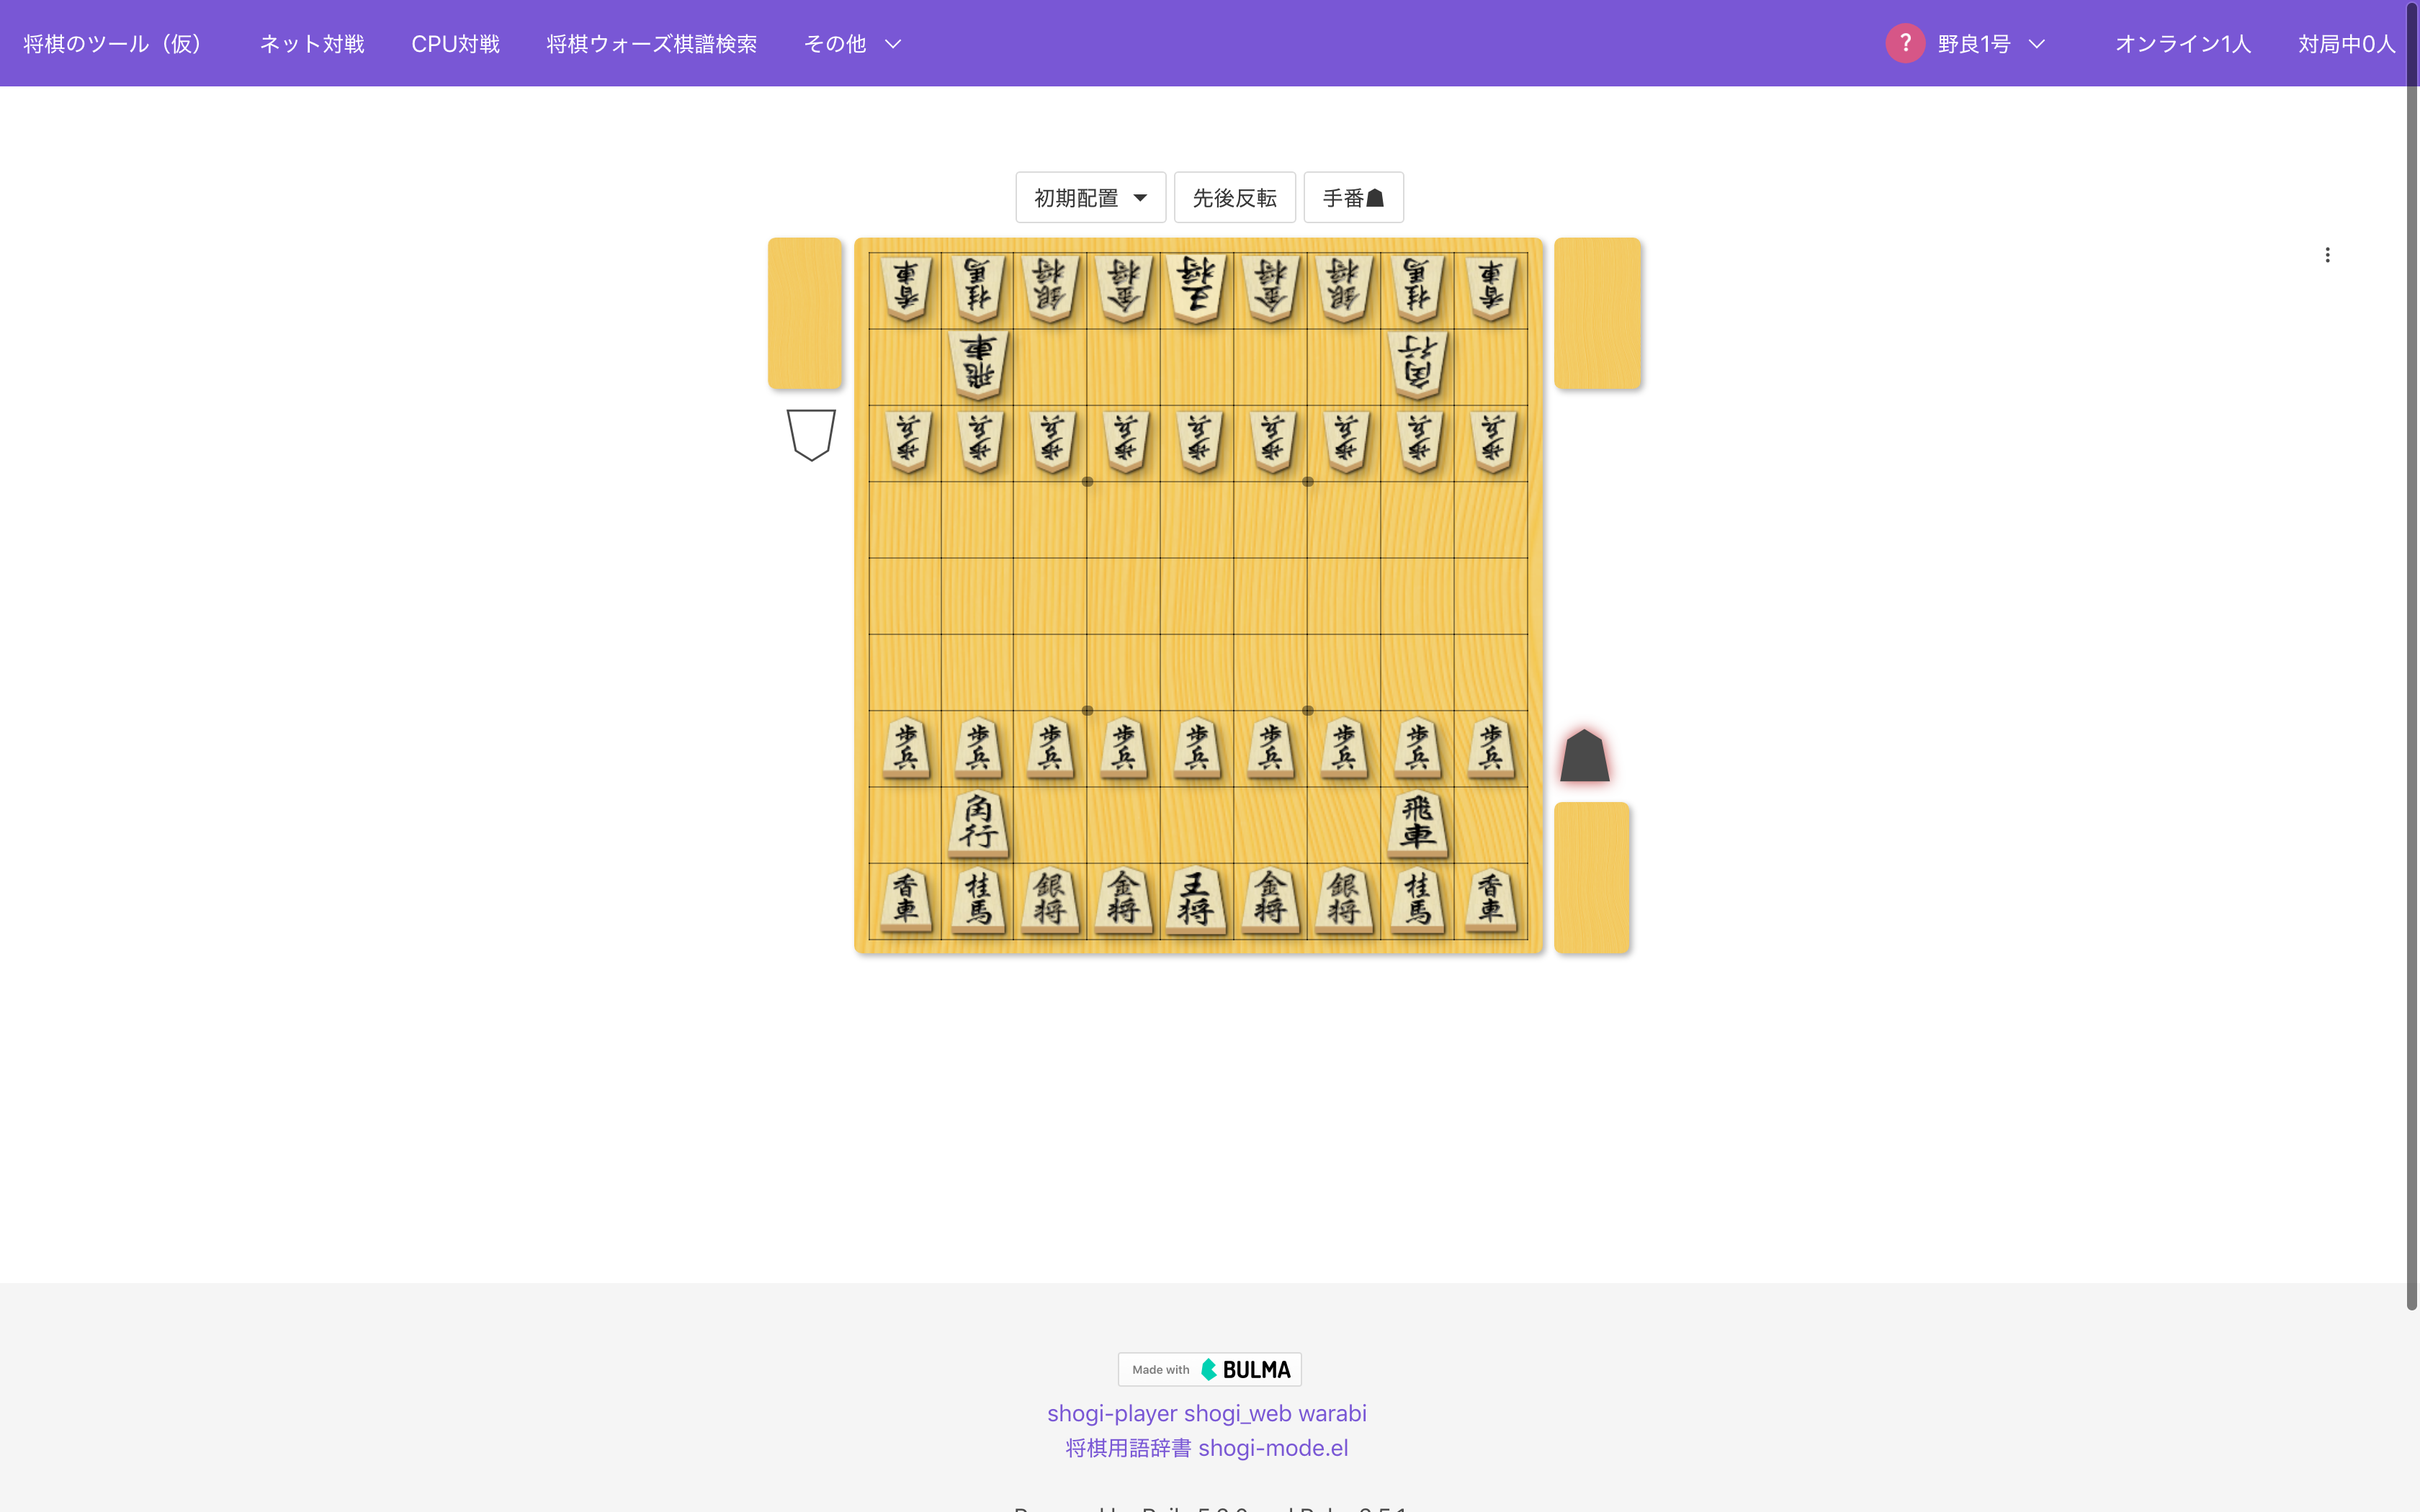 将棋のツール（仮） ネット対戦 CPU対戦 将棋ウォーズ棋譜検索 その他 ? 野良1号 オンライン1人 対局中0人
初期配置 先後反転 手番
香車 桂馬 銀将 金将 王将 金将 銀将 桂馬 香車
飛車 角行
歩兵 歩兵 歩兵 歩兵 歩兵 歩兵 歩兵 歩兵 歩兵
歩兵 歩兵 歩兵 歩兵 歩兵 歩兵 歩兵 歩兵 歩兵
角行 飛車
香車 桂馬 銀将 金将 王将 金将 銀将 桂馬 香車
Made with BULMA
shogi-player shogi_web warabi
将棋用語辞書 shogi-mode.el